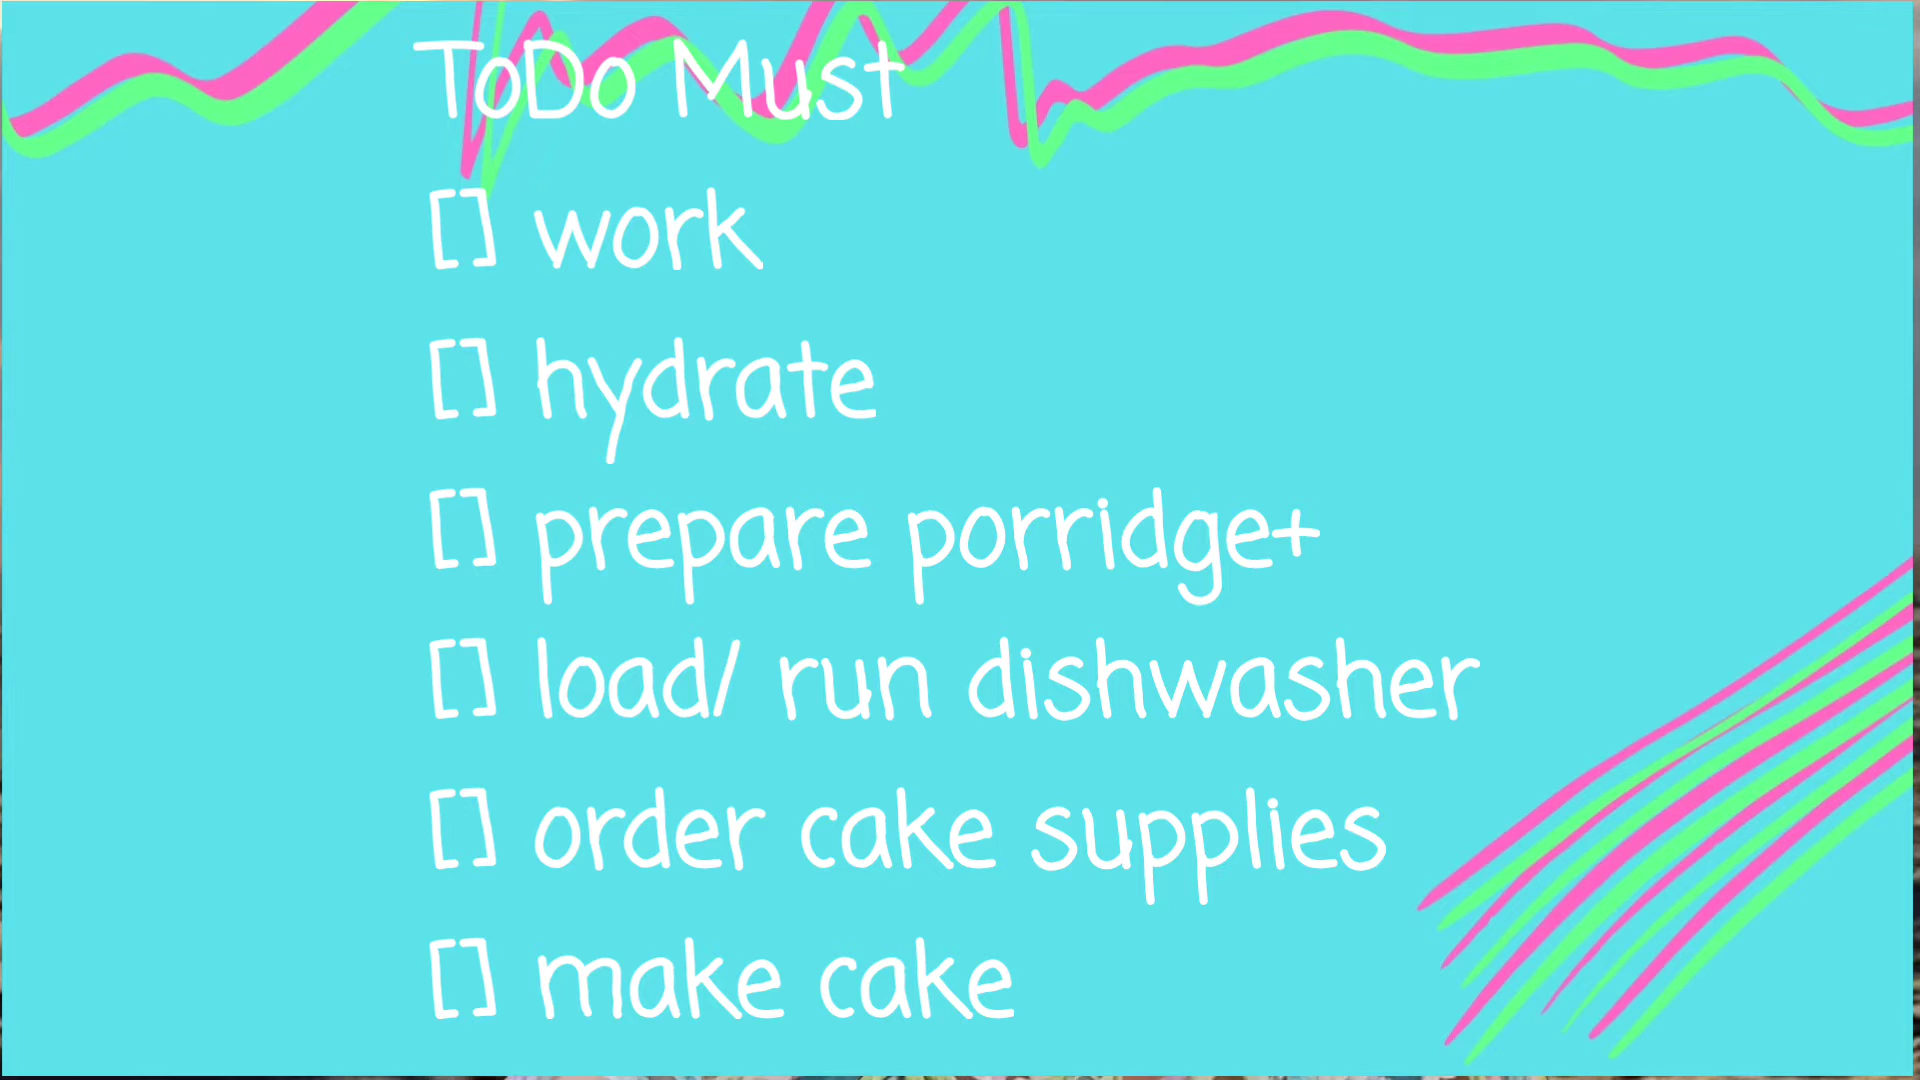 ToDo Must
[] work
[] hydrate
[] prepare porridge+
[] load/ run dishwasher
[] order cake supplies
[] make cake